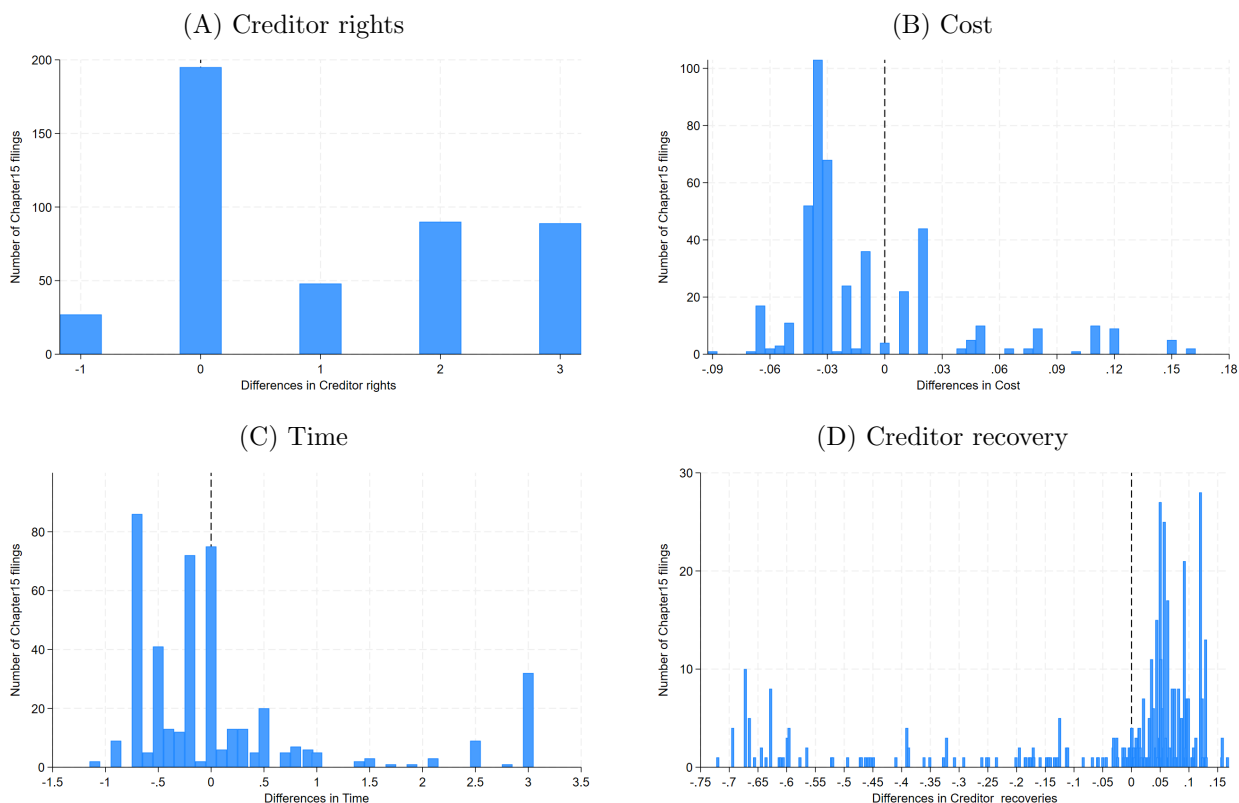 (A) Creditor rights
Number of Chapter15 filings
200
150
100
50
0
-1 0 1 2 3
Differences in Creditor rights
(B) Cost
Number of Chapter15 filings
100
80
60
40
20
0
-.09 -.06 -.03 0 .03 .06 .09 .12 .15 .18
Differences in Cost
(C) Time
Number of Chapter15 filings
80
60
40
20
0
-1.5 -1 -.5 0 .5 1 1.5 2 2.5 3 3.5
Differences in Time
(D) Creditor recovery
Number of Chapter15 filings
30
20
10
0
-.75 -.7 -.65 -.6 -.55 -.5 -.45 -.4 -.35 -.3 -.25 -.2 -.15 -.1 -.05 0 .05 .1 .15
Differences in Creditor recoveries